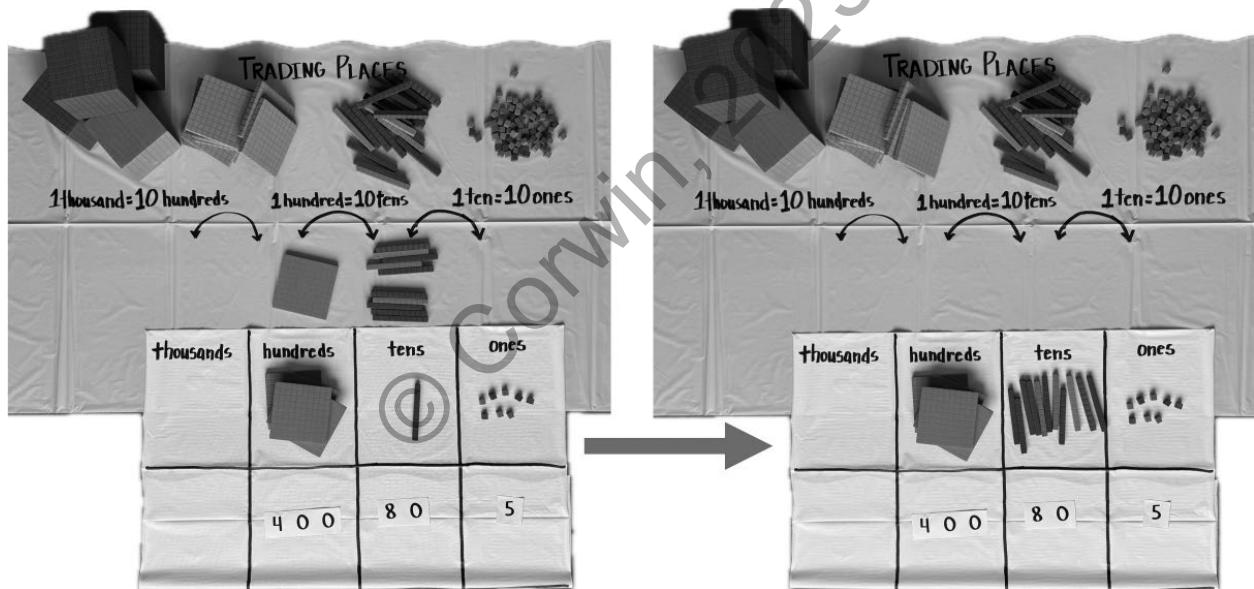 TRADING PLACES
1 thousand=10 hundreds 1 hundred=10 tens 1 ten=10 ones
thousands hundreds tens ones
400 80 5
TRADING PLACES
1 thousand=10 hundreds 1 hundred=10 tens 1 ten=10 ones
thousands hundreds tens ones
400 80 5
© Corwin, 2025